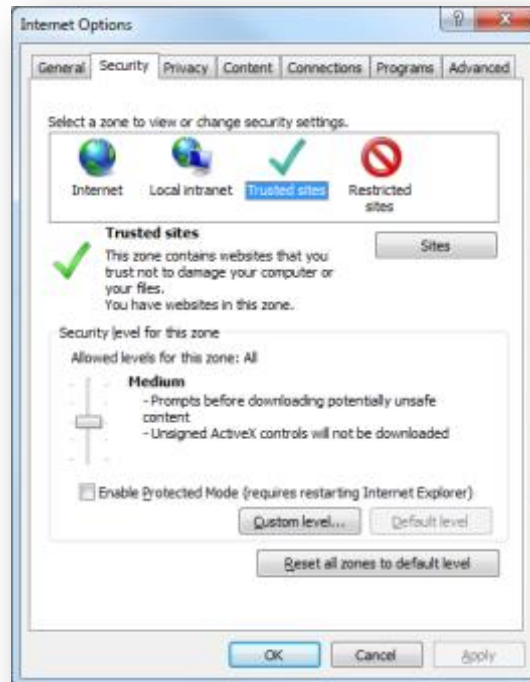 Internet Options
General Security Privacy Content Connections Programs Advanced
Select a zone to view or change security settings.
Internet Local intranet Trusted sites Restricted
sites
Trusted sites
Sites
This zone contains websites that you
trust not to damage your computer or
your files.
You have websites in this zone.
Security level for this zone
Allowed levels for this zone: All
Medium
- Prompts before downloading potentially unsafe
content
- Unsigned ActiveX controls will not be downloaded
Enable Protected Mode (requires restarting Internet Explorer)
Custom level... Default level
Reset all zones to default level
OK Cancel Apply